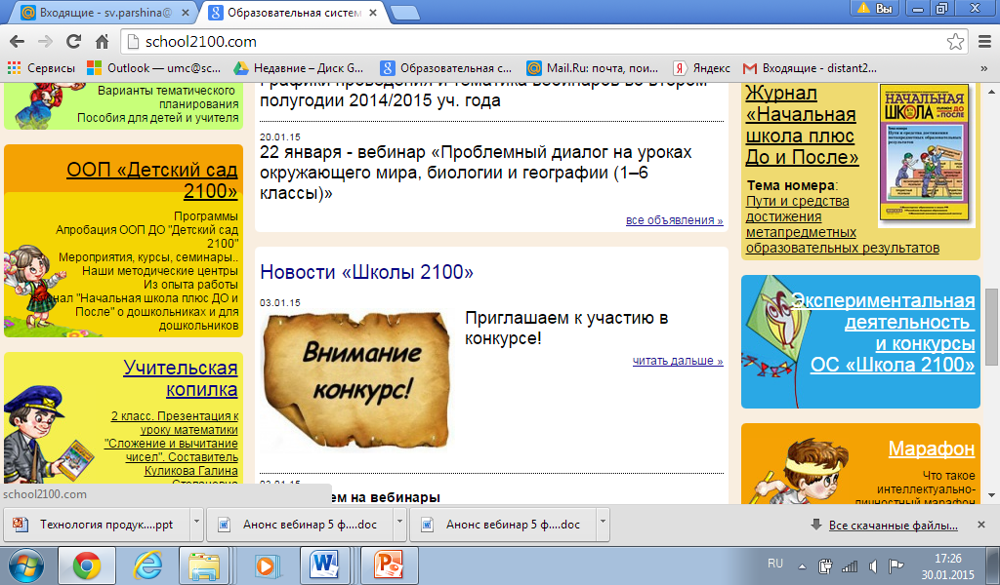 Входящие - sv.parshina@
Образовательная систем
Вы
school2100.com
Сервисы
Outlook — umc@sc...
Недавние – Диск G...
Образовательная с...
Mail.Ru: почта, пои...
Яндекс
Входящие - distant2...
»
Варианты тематического
планирования
Пособия для детей и учителя
ООП «Детский сад
2100»
Программы
Апробация ООП ДО "Детский сад
2100"
Мероприятия, курсы, семинары..
Наши методические центры
Из опыта работы
"Начальная школа плюс ДО и
После" о дошкольниках и для
дошкольников
Учительская
копилка
2 класс. Презентация к
уроку математики
"Сложение и вычитание
чисел". Составитель
Куликова Галина
Степановна
school2100.com
Графики проведения и тематика вебинаров во втором
полугодии 2014/2015 уч. года
20.01.15
22 января - вебинар «Проблемный диалог на уроках
окружающего мира, биологии и географии (1–6
классы)»
все объявления »
Новости «Школы 2100»
03.01.15
Внимание
конкурс!
Приглашаем к участию в
конкурсе!
читать дальше »
ем на вебинары
Журнал
«Начальная
школа плюс
До и После»
НАЧАЛЬНАЯ
ШКОЛА
Тема номера:
Пути и средства
достижения
метапредметных
образовательных результатов
Экспериментальная
деятельность
и конкурсы
ОС «Школа 2100»
Марафон
Что такое
интеллектуально-
личностный марафон
Технология продук....ppt
Анонс вебинар 5 ф....doc
Анонс вебинар 5 ф....doc
Все скачанные файлы...
RU
17:26
30.01.2015